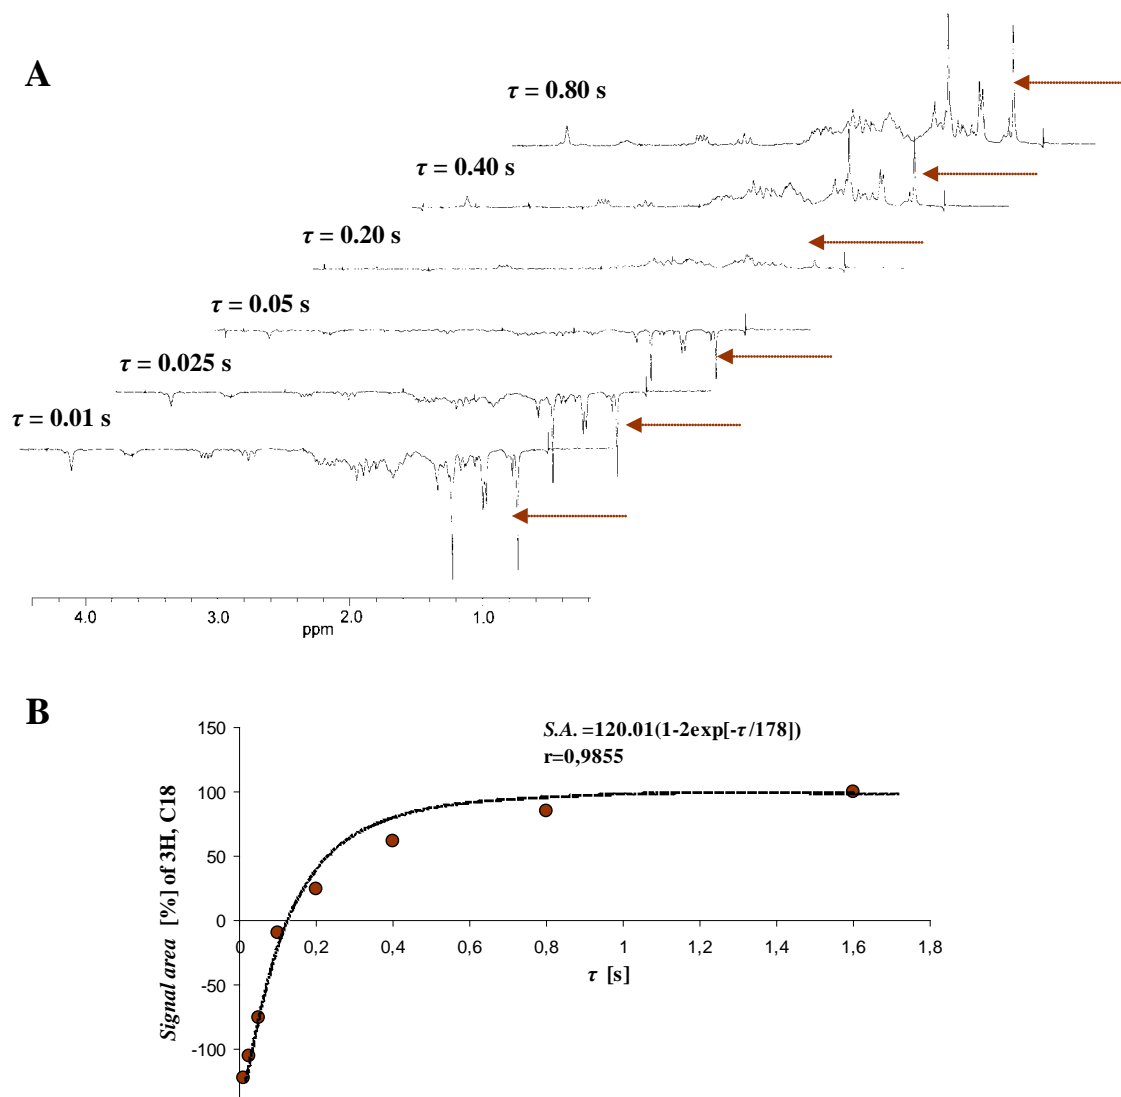 A
τ = 0.80 s
τ = 0.40 s
τ = 0.20 s
τ = 0.05 s
τ = 0.025 s
τ = 0.01 s
4.0 3.0 2.0 1.0
ppm
B
S.A. =120.01(1-2exp[-τ/178])
r=0,9855
Signal area [%] of 3H, C18
150
100
50
0
-50
-100
0 0,2 0,4 0,6 0,8 1 1,2 1,4 1,6 1,8
τ [s]